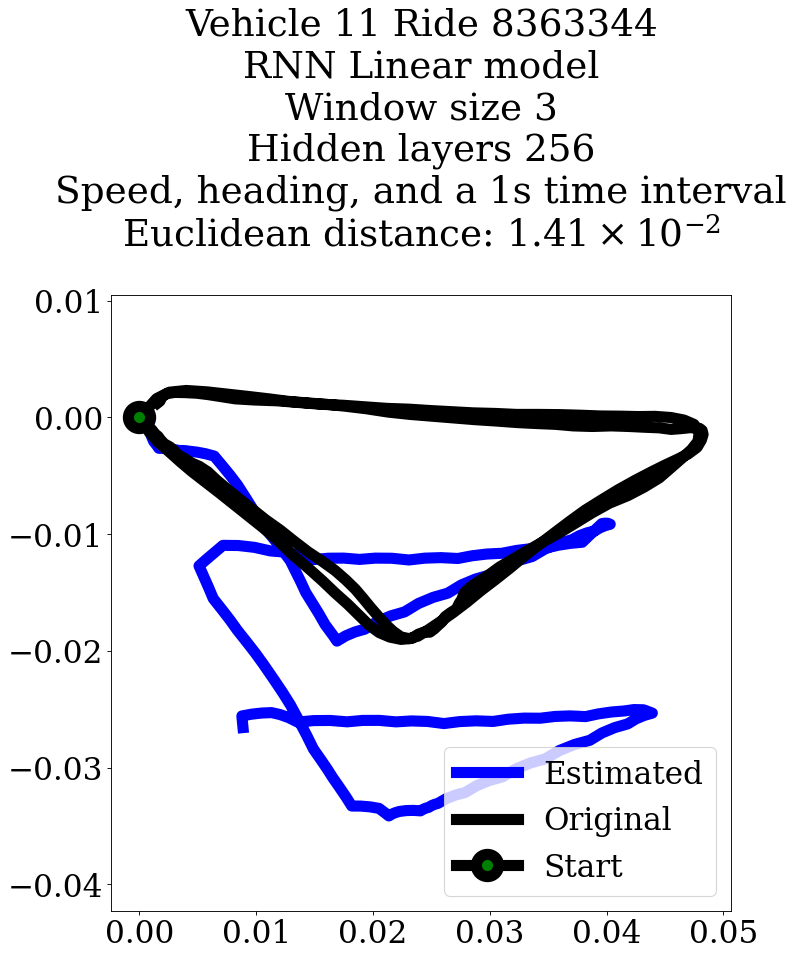 Vehicle 11 Ride 8363344
RNN Linear model
Window size 3
Hidden layers 256
Speed, heading, and a 1s time interval
Euclidean distance: 1.41 × 10⁻²
0.01
0.00
−0.01
−0.02
−0.03
−0.04
Estimated
Original
Start
0.00 0.01 0.02 0.03 0.04 0.05